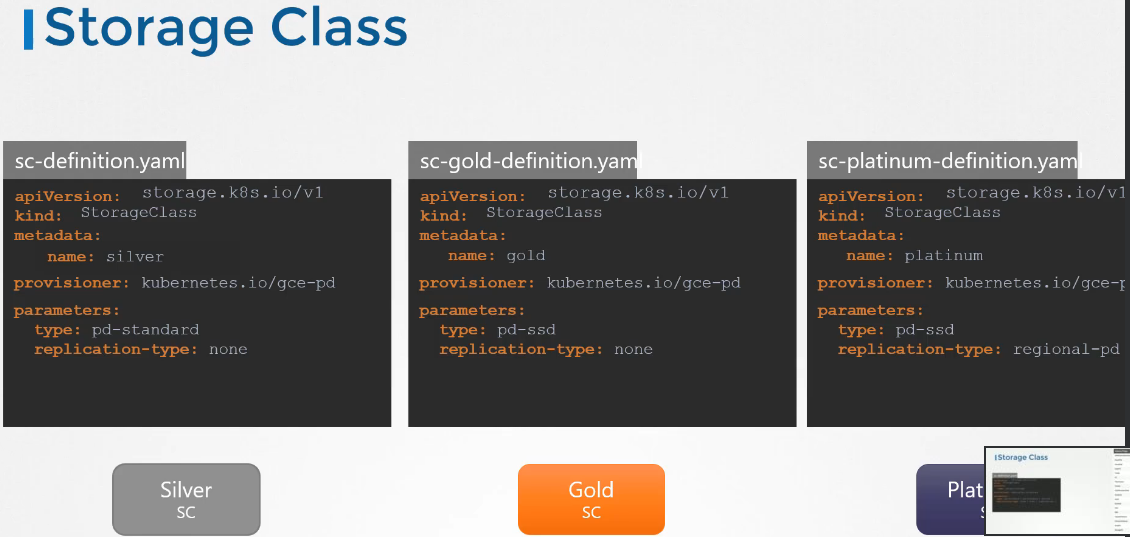 Storage Class
sc-definition.yaml
apiVersion: storage.k8s.io/v1
kind: StorageClass
metadata:
name: silver
provisioner: kubernetes.io/gce-pd
parameters:
type: pd-standard
replication-type: none
Silver
SC
sc-gold-definition.yaml
apiVersion: storage.k8s.io/v1
kind: StorageClass
metadata:
name: gold
provisioner: kubernetes.io/gce-pd
parameters:
type: pd-ssd
replication-type: none
Gold
SC
sc-platinum-definition.yaml
apiVersion: storage.k8s.io/v1
kind: StorageClass
metadata:
name: platinum
provisioner: kubernetes.io/gce-p
parameters:
type: pd-ssd
replication-type: regional-pd
Plat
Storage Class